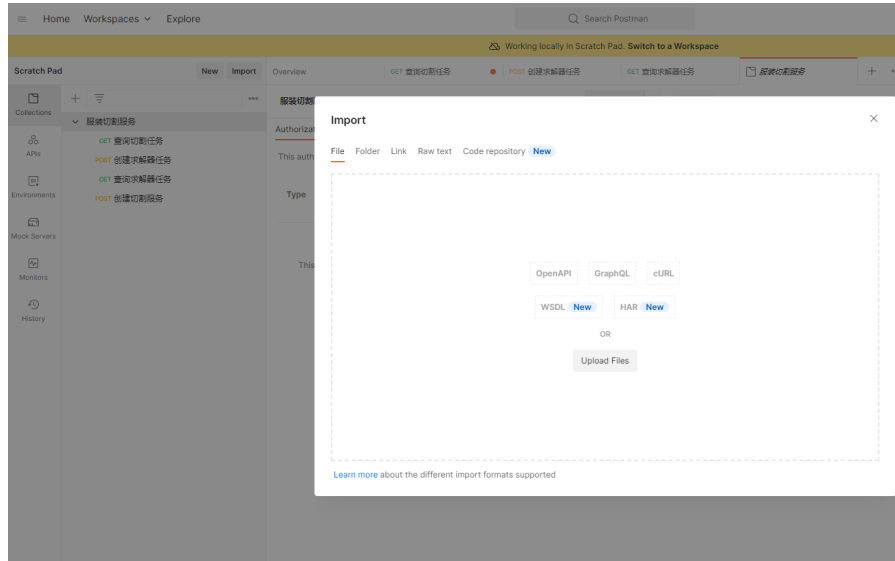 Home Workspaces Explore Search Postman
Working locally in Scratch Pad. Switch to a Workspace
Scratch Pad New Import Overview GET 查询切割任务 POST 创建求解器任务 GET 查询求解器任务 服装切割服务
Collections
APIs
Environments
Mock Servers
Monitors
History
服装切割服务
GET 查询切割任务
POST 创建求解器任务
GET 查询求解器任务
POST 创建切割服务
服装切割
Authorizat
This auth
Type
This
Import
File Folder Link Raw text Code repository New
OpenAPI GraphQL cURL
WSDL New HAR New
OR
Upload Files
Learn more about the different import formats supported